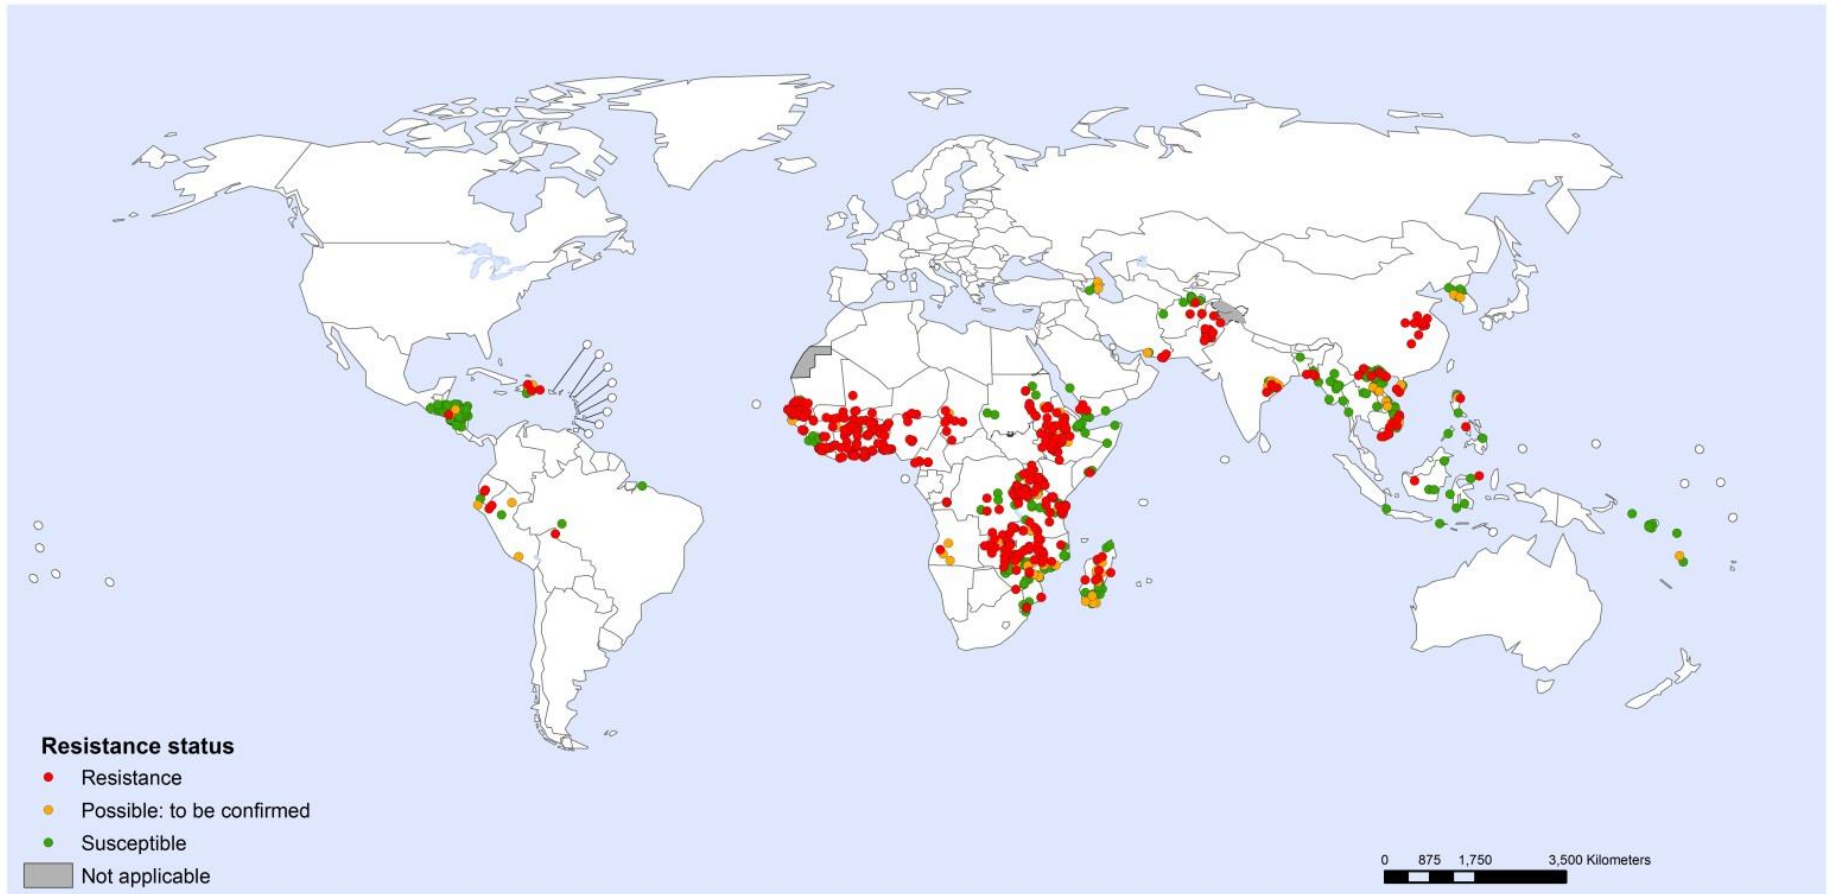 Resistance status
Resistance
Possible: to be confirmed
Susceptible
Not applicable
0 875 1,750 3,500 Kilometers